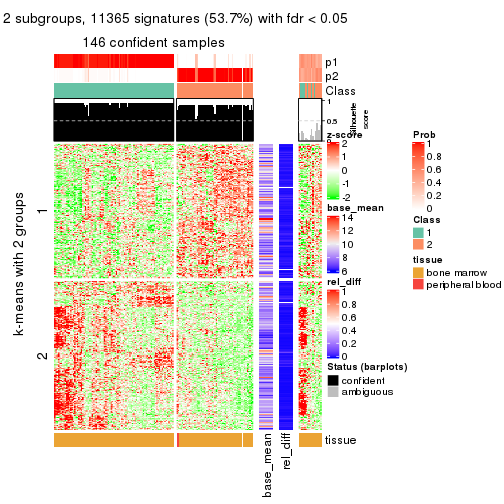 2 subgroups, 11365 signatures (53.7%) with fdr < 0.05
146 confident samples
p1
p2
Class
1
0.5
0
Silhouette
score
k-means with 2 groups
1
2
z-score
2
1
0
-1
-2
base_mean
14
12
10
8
6
rel_diff
1
0.8
0.6
0.4
0.2
0
Status (barplots)
confident
ambiguous
Prob
1
0.8
0.6
0.4
0.2
0
Class
1
2
tissue
bone marrow
peripheral blood
tissue
base_mean
rel_diff